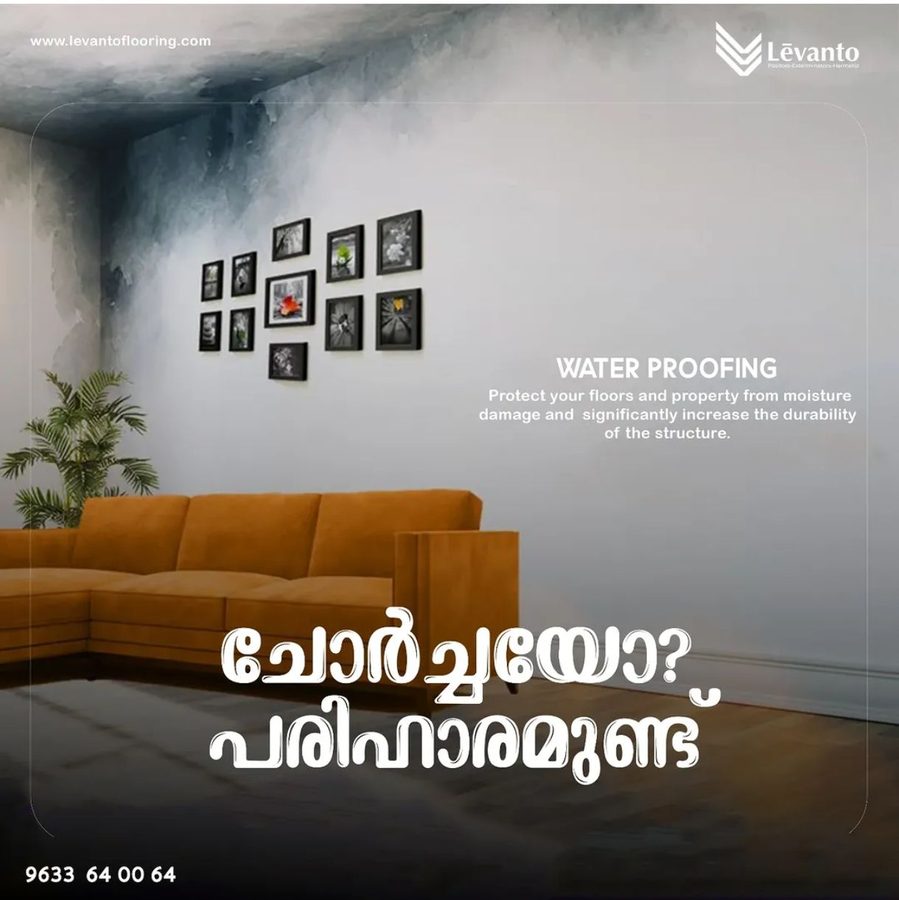 www.levantoflooring.com
Lēvanto
WATER PROOFING
Protect your floors and property from moisture
damage and significantly increase the durability
of the structure.
ചോർച്ചയോ?
പരിഹാരമുണ്ട്
9633 64 00 64